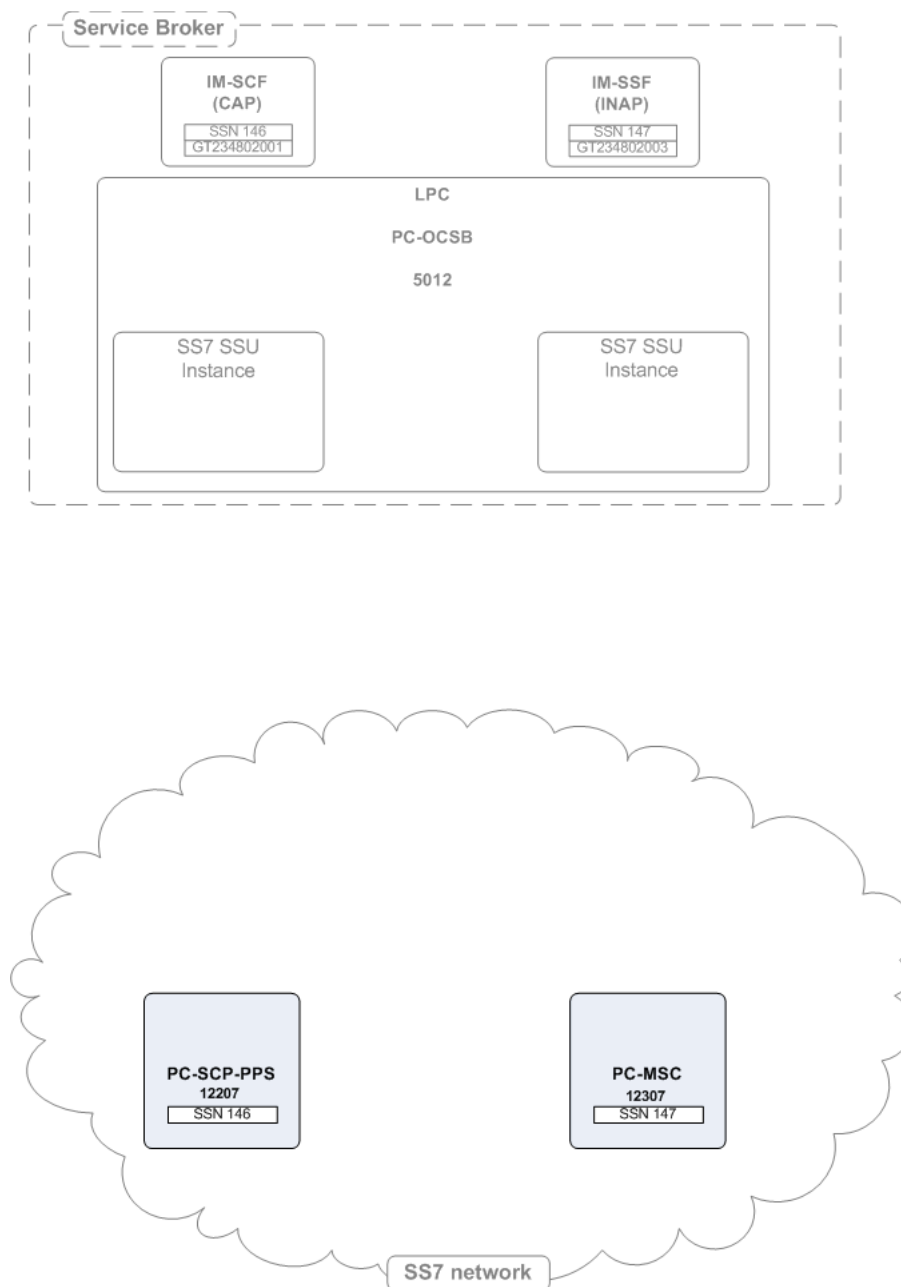 Service Broker
IM-SCF
(CAP)
SSN 146
GT234802001
IM-SSF
(INAP)
SSN 147
GT234802003
LPC
PC-OCSB
5012
SS7 SSU
Instance
SS7 SSU
Instance
PC-SCP-PPS
12207
SSN 146
PC-MSC
12307
SSN 147
SS7 network